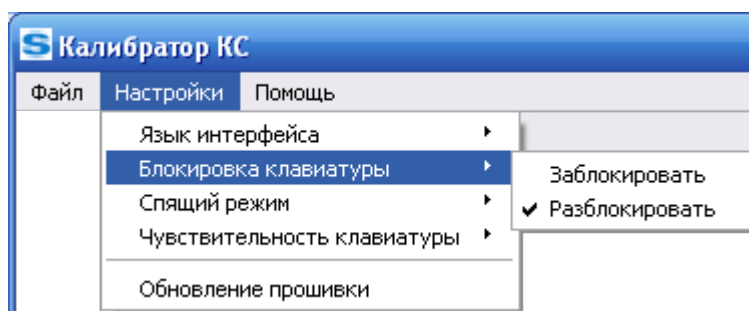 S Калибратор КС
Файл Настройки Помощь
Язык интерфейса
Блокировка клавиатуры
Заблокировать
Спящий режим
Разблокировать
Чувствительность клавиатуры
Обновление прошивки